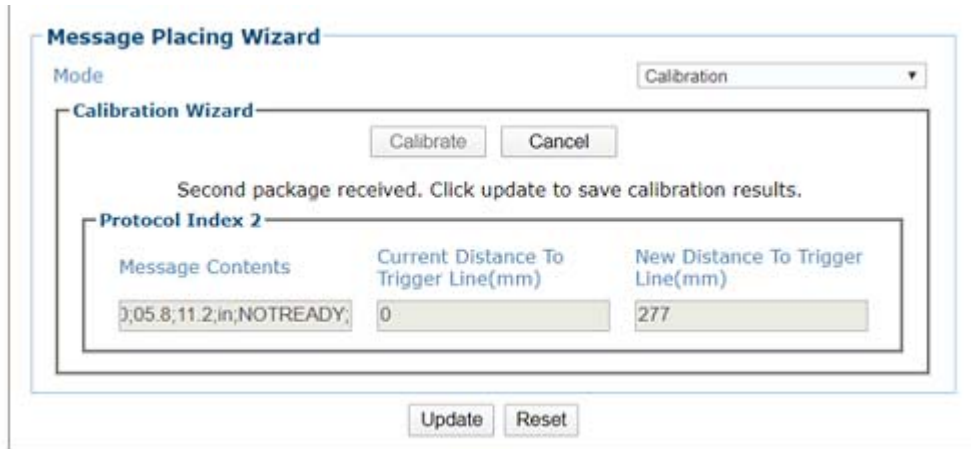 Message Placing Wizard
Mode
Calibration
Calibration Wizard
Calibrate Cancel
Second package received. Click update to save calibration results.
Protocol Index 2
Message Contents
Current Distance To
Trigger Line(mm)
New Distance To Trigger
Line(mm)
;05.8;11.2;in;NOTREADY;
0
277
Update Reset